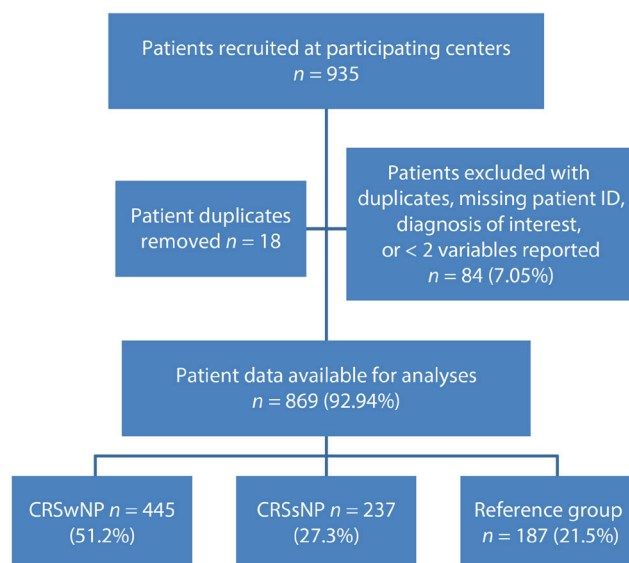 Patients recruited at participating centers
n = 935
Patient duplicates
removed n = 18
Patients excluded with
duplicates, missing patient ID,
diagnosis of interest,
or < 2 variables reported
n = 84 (7.05%)
Patient data available for analyses
n = 869 (92.94%)
CRSwNP n = 445
(51.2%)
CRSsNP n = 237
(27.3%)
Reference group
n = 187 (21.5%)